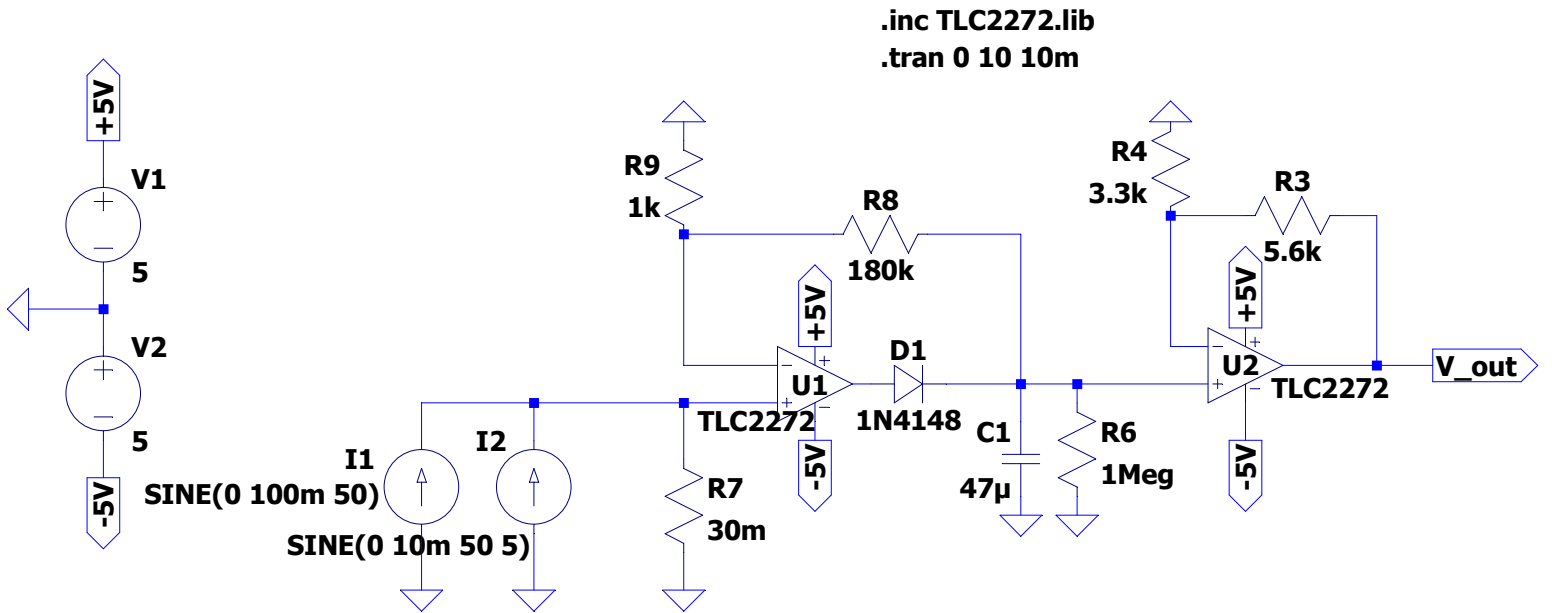 .inc TLC2272.lib
.tran 0 10 10m
+5V
V1
5
V2
5
-5V
R9
1k
R8
180k
+5V
U1
TLC2272
-5V
D1
1N4148
I1
SINE(0 100m 50)
I2
SINE(0 10m 50 5)
R7
30m
C1
47µ
R6
1Meg
R4
3.3k
R3
5.6k
+5V
U2
TLC2272
-5V
V_out